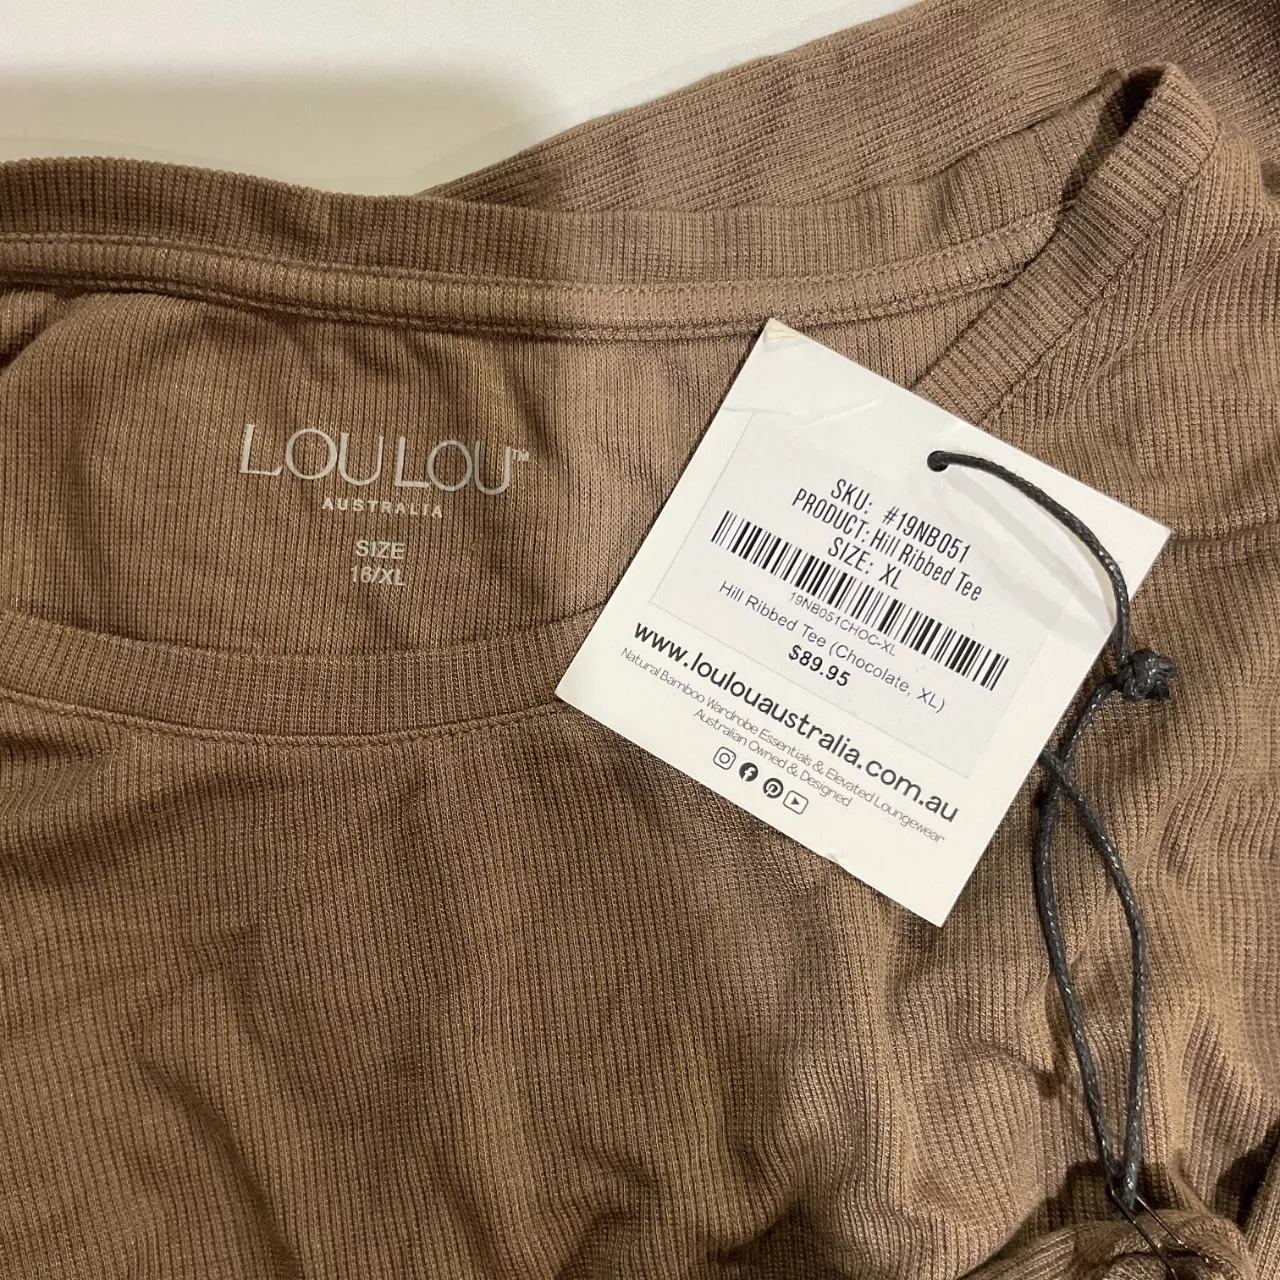 LOU LOU™
AUSTRALIA
SIZE
16/XL
SKU: #19NB051
PRODUCT: Hill Ribbed Tee
SIZE: XL
19NB051CHOC-XL
Hill Ribbed Tee (Chocolate, XL)
$89.95
www.loulouaustralia.com.au
Natural Bamboo Wardrobe Essentials & Elevated Loungewear
Australian Owned & Designed